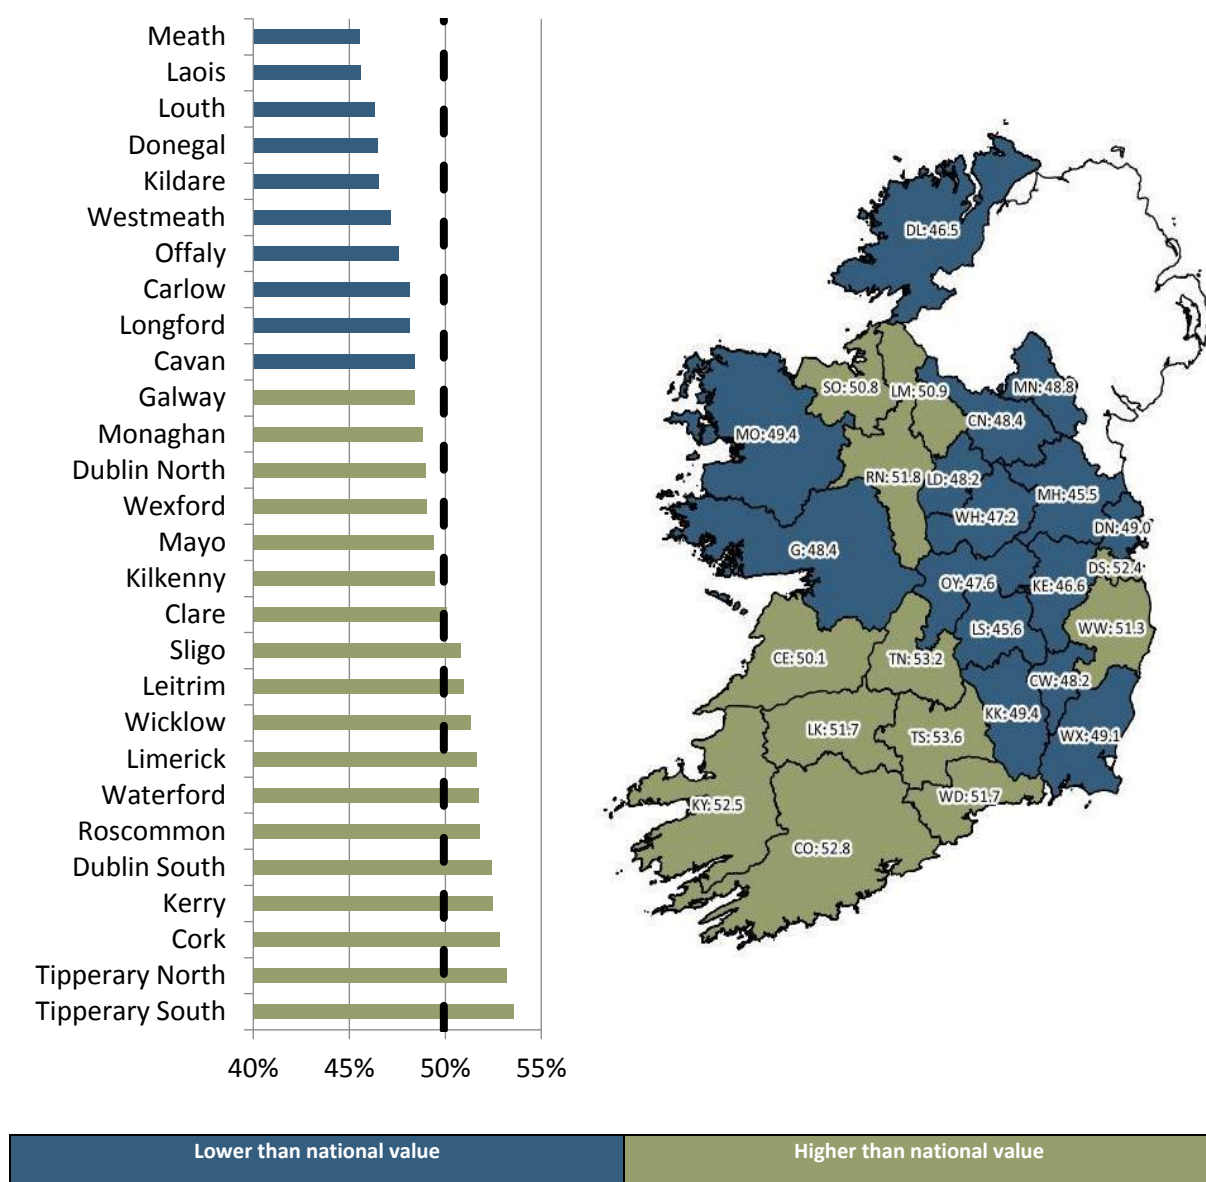 Meath
Laois
Louth
Donegal
Kildare
Westmeath
Offaly
Carlow
Longford
Cavan
Galway
Monaghan
Dublin North
Wexford
Mayo
Kilkenny
Clare
Sligo
Leitrim
Wicklow
Limerick
Waterford
Roscommon
Dublin South
Kerry
Cork
Tipperary North
Tipperary South
40% 45% 50% 55%
DL: 46.5
SO: 50.8
LM: 50.9
MN: 48.8
CN: 48.4
MO: 49.4
RN: 51.8
LD: 48.2
MH: 45.5
WH: 47.2
DN: 49.0
G: 48.4
DS: 52.4
OY: 47.6
KE: 46.6
LS: 45.6
WW: 51.3
CE: 50.1
TN: 53.2
CW: 48.2
KK: 49.4
LK: 51.7
TS: 53.6
WX: 49.1
WD: 51.7
KY: 52.5
CO: 52.8
Lower than national value
Higher than national value